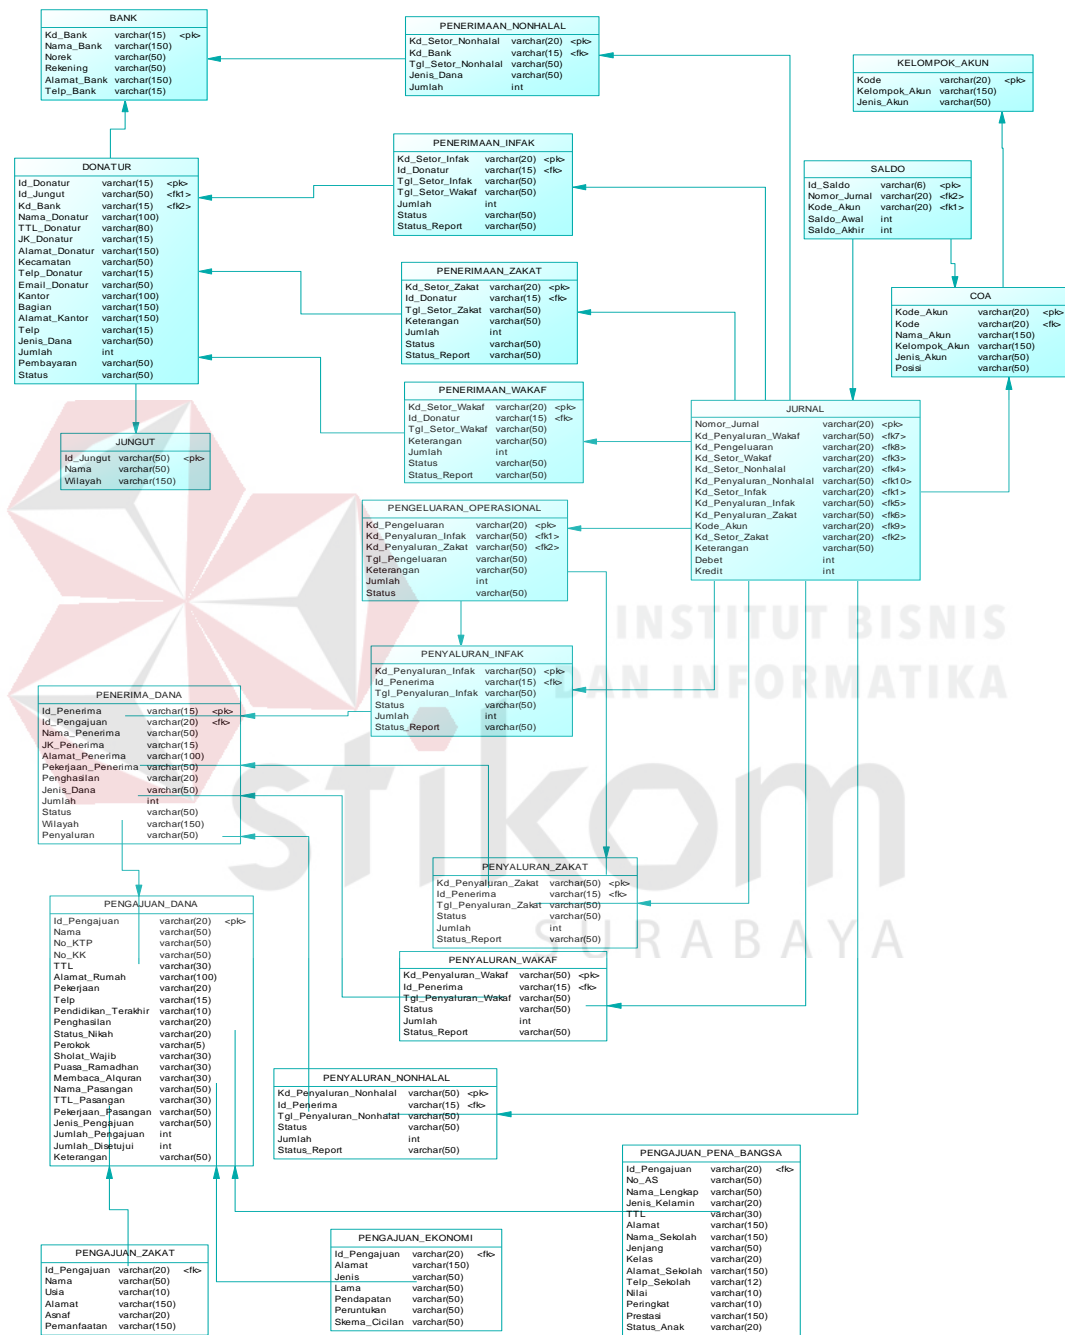 BANK
Kd_Bank varchar(15) <pk>
Nama_Bank varchar(150)
Norek varchar(50)
Rekening varchar(50)
Alamat_Bank varchar(150)
Telp_Bank varchar(15)
PENERIMAAN_NONHALAL
Kd_Setor_Nonhalal varchar(20) <pk>
Kd_Bank varchar(15) <fk>
Tgl_Setor_Nonhalal varchar(50)
Jenis_Dana varchar(50)
Jumlah int
KELOMPOK_AKUN
Kode varchar(20) <pk>
Kelompok_Akun varchar(150)
Jenis_Akun varchar(50)
DONATUR
Id_Donatur varchar(15) <pk>
Id_Jungut varchar(50) <fk1>
Kd_Bank varchar(15) <fk2>
Nama_Donatur varchar(100)
TTL_Donatur varchar(80)
JK_Donatur varchar(15)
Alamat_Donatur varchar(150)
Kecamatan varchar(50)
Telp_Donatur varchar(15)
Email_Donatur varchar(50)
Kantor varchar(100)
Bagian varchar(150)
Alamat_Kantor varchar(150)
Telp varchar(15)
Jenis_Dana varchar(50)
Jumlah int
Pembayaran varchar(50)
Status varchar(50)
PENERIMAAN_INFAK
Kd_Setor_Infak varchar(20) <pk>
Id_Donatur varchar(15) <fk>
Tgl_Setor_Infak varchar(50)
Tgl_Setor_Wakaf varchar(50)
Jumlah int
Status varchar(50)
Status_Report varchar(50)
SALDO
Id_Saldo varchar(6) <pk>
Nomor_Jurnal varchar(20) <fk2>
Kode_Akun varchar(20) <fk1>
Saldo_Awal int
Saldo_Akhir int
PENERIMAAN_ZAKAT
Kd_Setor_Zakat varchar(20) <pk>
Id_Donatur varchar(15) <fk>
Tgl_Setor_Zakat varchar(50)
Keterangan varchar(50)
Jumlah int
Status varchar(50)
Status_Report varchar(50)
COA
Kode_Akun varchar(20) <pk>
Kode varchar(20) <fk>
Nama_Akun varchar(150)
Kelompok_Akun varchar(150)
Jenis_Akun varchar(50)
Posisi varchar(50)
PENERIMAAN_WAKAF
Kd_Setor_Wakaf varchar(20) <pk>
Id_Donatur varchar(15) <fk>
Tgl_Setor_Wakaf varchar(50)
Keterangan varchar(50)
Jumlah int
Status varchar(50)
Status_Report varchar(50)
JURNAL
Nomor_Jurnal varchar(20) <pk>
Kd_Penyaluran_Wakaf varchar(50) <fk7>
Kd_Pengeluaran varchar(20) <fk8>
Kd_Setor_Wakaf varchar(20) <fk3>
Kd_Setor_Nonhalal varchar(20) <fk4>
Kd_Penyaluran_Nonhalal varchar(50) <fk10>
Kd_Setor_Infak varchar(20) <fk1>
Kd_Penyaluran_Infak varchar(50) <fk5>
Kd_Penyaluran_Zakat varchar(50) <fk6>
Kode_Akun varchar(20) <fk9>
Kd_Setor_Zakat varchar(20) <fk2>
Keterangan varchar(50)
Debet int
Kredit int
JUNGUT
Id_Jungut varchar(50) <pk>
Nama varchar(50)
Wilayah varchar(150)
PENGELUARAN_OPERASIONAL
Kd_Pengeluaran varchar(20) <pk>
Kd_Penyaluran_Infak varchar(50) <fk1>
Kd_Penyaluran_Zakat varchar(50) <fk2>
Tgl_Pengeluaran varchar(50)
Keterangan varchar(50)
Jumlah int
Status varchar(50)
INSTITUT BISNIS
DAN INFORMATIKA
stikom
SURABAYA
PENYALURAN_INFAK
Kd_Penyaluran_Infak varchar(50) <pk>
Id_Penerima varchar(15) <fk>
Tgl_Penyaluran_Infak varchar(50)
Status varchar(50)
Jumlah int
Status_Report varchar(50)
PENERIMA_DANA
Id_Penerima varchar(15) <pk>
Id_Pengajuan varchar(20) <fk>
Nama_Penerima varchar(50)
JK_Penerima varchar(15)
Alamat_Penerima varchar(100)
Pekerjaan_Penerima varchar(50)
Penghasilan varchar(20)
Jenis_Dana varchar(50)
Jumlah int
Status varchar(50)
Wilayah varchar(150)
Penyaluran varchar(50)
PENYALURAN_ZAKAT
Kd_Penyaluran_Zakat varchar(50) <pk>
Id_Penerima varchar(15) <fk>
Tgl_Penyaluran_Zakat varchar(50)
Status varchar(50)
Jumlah int
Status_Report varchar(50)
PENGAJUAN_DANA
Id_Pengajuan varchar(20) <pk>
Nama varchar(50)
No_KTP varchar(50)
No_KK varchar(50)
TTL varchar(30)
Alamat_Rumah varchar(100)
Pekerjaan varchar(20)
Telp varchar(15)
Pendidikan_Terakhir varchar(10)
Penghasilan varchar(20)
Status_Nikah varchar(20)
Perokok varchar(5)
Sholat_Wajib varchar(30)
Puasa_Ramadhan varchar(30)
Membaca_Alquran varchar(30)
Nama_Pasangan varchar(50)
TTL_Pasangan varchar(30)
Pekerjaan_Pasangan varchar(50)
Jenis_Pengajuan varchar(50)
Jumlah_Pengajuan int
Jumlah_Disetujui int
Keterangan varchar(50)
PENYALURAN_WAKAF
Kd_Penyaluran_Wakaf varchar(50) <pk>
Id_Penerima varchar(15) <fk>
Tgl_Penyaluran_Wakaf varchar(50)
Status varchar(50)
Jumlah int
Status_Report varchar(50)
PENYALURAN_NONHALAL
Kd_Penyaluran_Nonhalal varchar(50) <pk>
Id_Penerima varchar(15) <fk>
Tgl_Penyaluran_Nonhalal varchar(50)
Status varchar(50)
Jumlah int
Status_Report varchar(50)
PENGAJUAN_PENA_BANGSA
Id_Pengajuan varchar(20) <fk>
No_AS varchar(50)
Nama_Lengkap varchar(50)
Jenis_Kelamin varchar(20)
TTL varchar(30)
Alamat varchar(150)
Nama_Sekolah varchar(150)
Jenjang varchar(50)
Kelas varchar(20)
Alamat_Sekolah varchar(150)
Telp_Sekolah varchar(12)
Nilai varchar(10)
Peringkat varchar(10)
Prestasi varchar(150)
Status_Anak varchar(20)
PENGAJUAN_ZAKAT
Id_Pengajuan varchar(20) <fk>
Nama varchar(50)
Usia varchar(10)
Alamat varchar(150)
Asnaf varchar(20)
Pemanfaatan varchar(150)
PENGAJUAN_EKONOMI
Id_Pengajuan varchar(20) <fk>
Alamat varchar(150)
Jenis varchar(50)
Lama varchar(50)
Pendapatan varchar(50)
Peruntukan varchar(50)
Skema_Cicilan varchar(50)